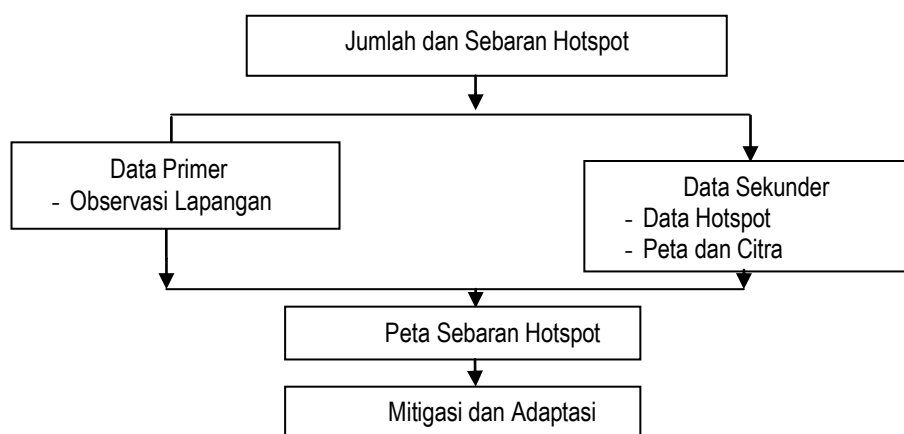 Jumlah dan Sebaran Hotspot
Data Primer
- Observasi Lapangan
Data Sekunder
- Data Hotspot
- Peta dan Citra
Peta Sebaran Hotspot
Mitigasi dan Adaptasi